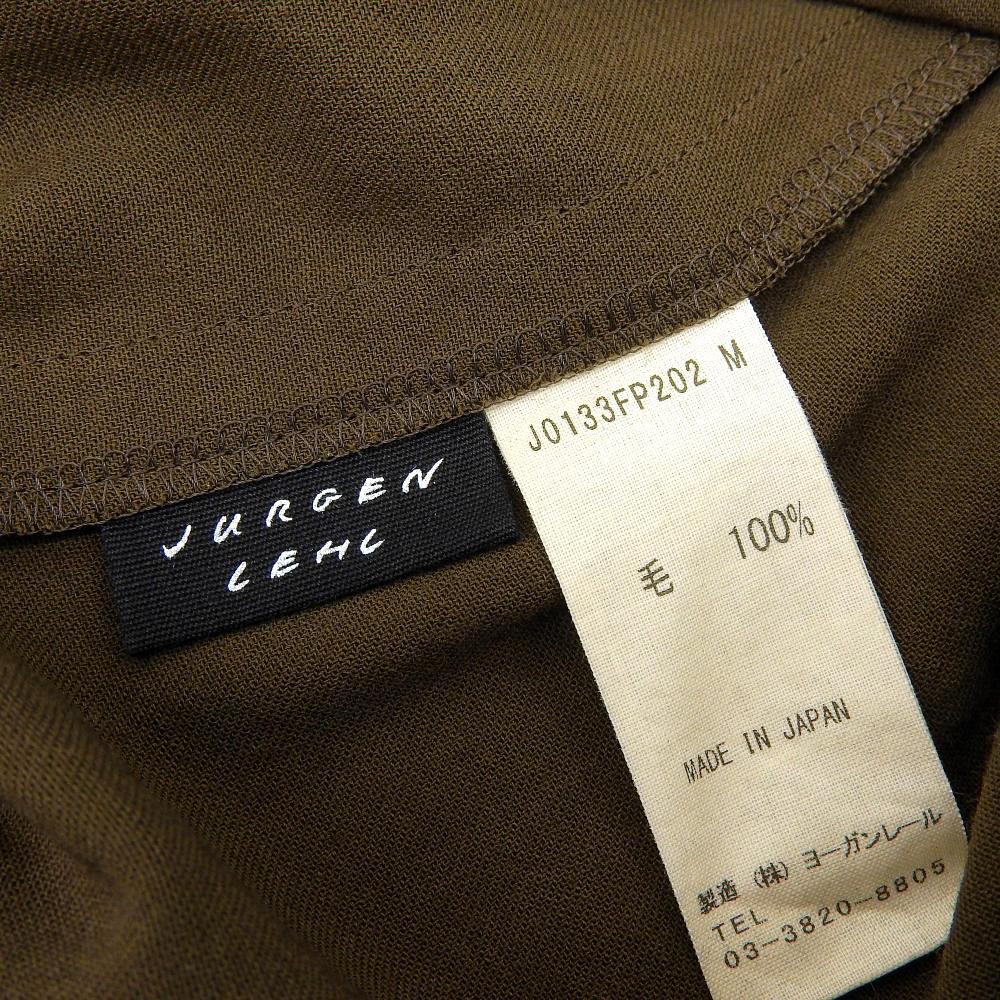 JURGEN
LEHL
J0133FP202 M
毛 100%
MADE IN JAPAN
製造 (株) ヨーガンレール
TEL
03-3820-8805